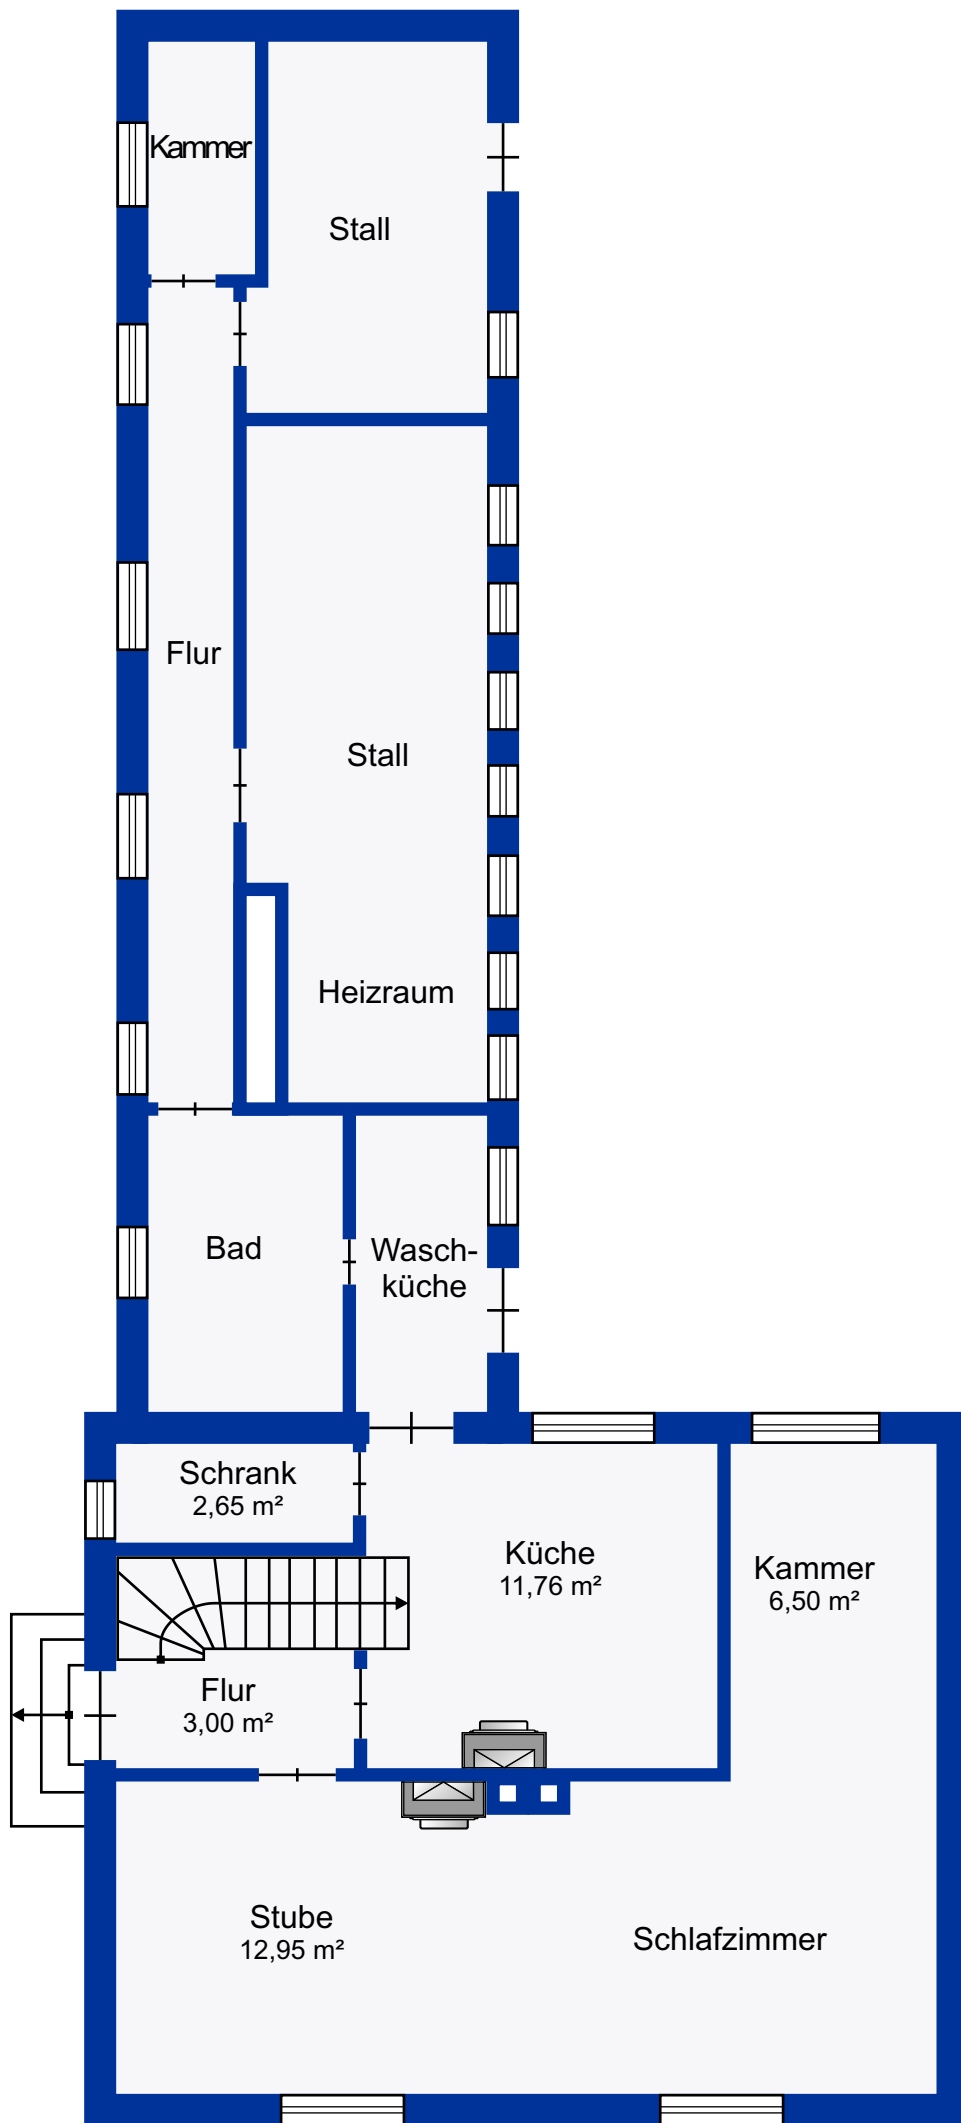 Kammer
Stall
Flur
Stall
Heizraum
Bad
Wasch-
küche
Schrank
2,65 m²
Küche
11,76 m²
Kammer
6,50 m²
Flur
3,00 m²
Stube
12,95 m²
Schlafzimmer